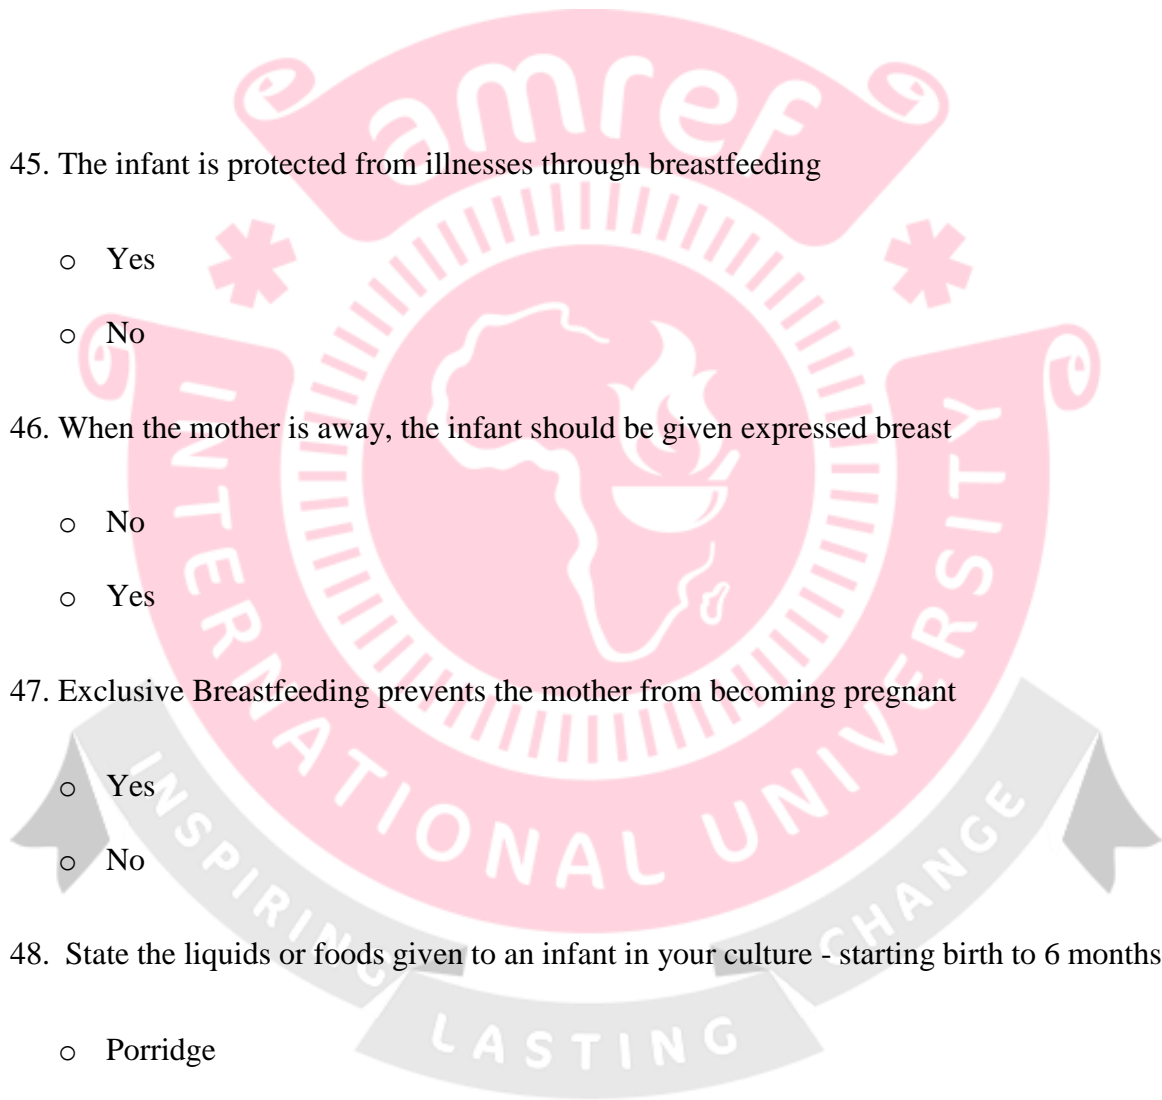 amref
45. The infant is protected from illnesses through breastfeeding
o Yes
o No
46. When the mother is away, the infant should be given expressed breast
o No
o Yes
47. Exclusive Breastfeeding prevents the mother from becoming pregnant
o Yes
o No
48. State the liquids or foods given to an infant in your culture - starting birth to 6 months
o Porridge
INTERNATIONAL UNIVERSITY
INSPIRING LASTING CHANGE